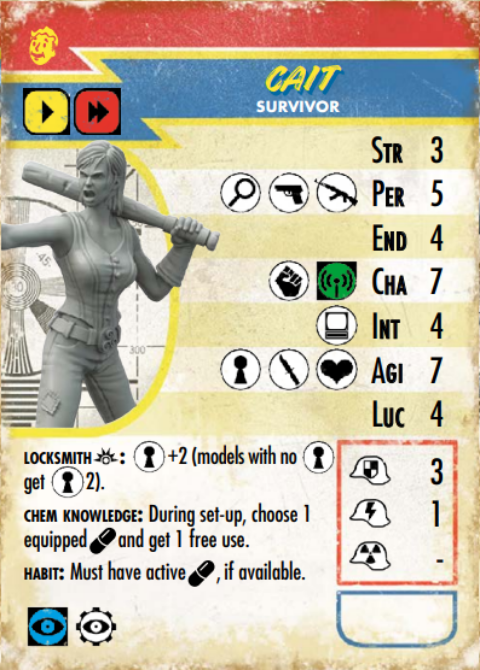 CAIT
SURVIVOR
STR 3
PER 5
END 4
CHA 7
INT 4
AGI 7
LUC 4
45
300
LOCKSMITH : +2 (models with no
get 2).
CHEM KNOWLEDGE: During set-up, choose 1
equipped and get 1 free use.
HABIT: Must have active , if available.
3
1
-